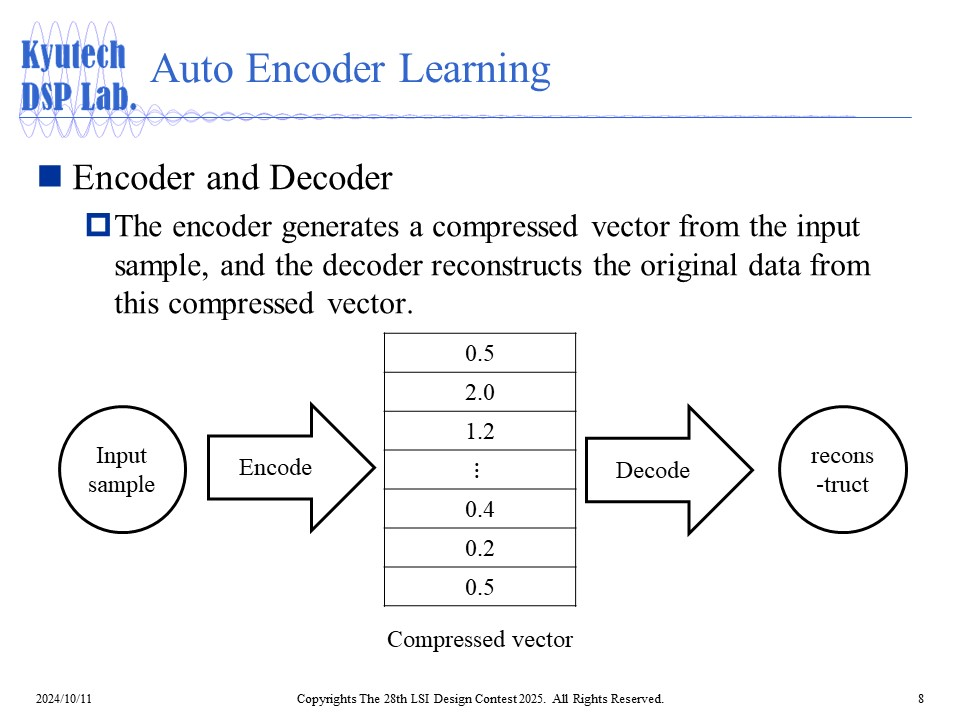 Kyutech
DSP Lab.
Auto Encoder Learning
Encoder and Decoder
The encoder generates a compressed vector from the input
sample, and the decoder reconstructs the original data from
this compressed vector.
Input
sample
Encode
0.5
2.0
1.2
⋮
0.4
0.2
0.5
Compressed vector
Decode
recons
-truct
2024/10/11
Copyrights The 28th LSI Design Contest 2025. All Rights Reserved.
8